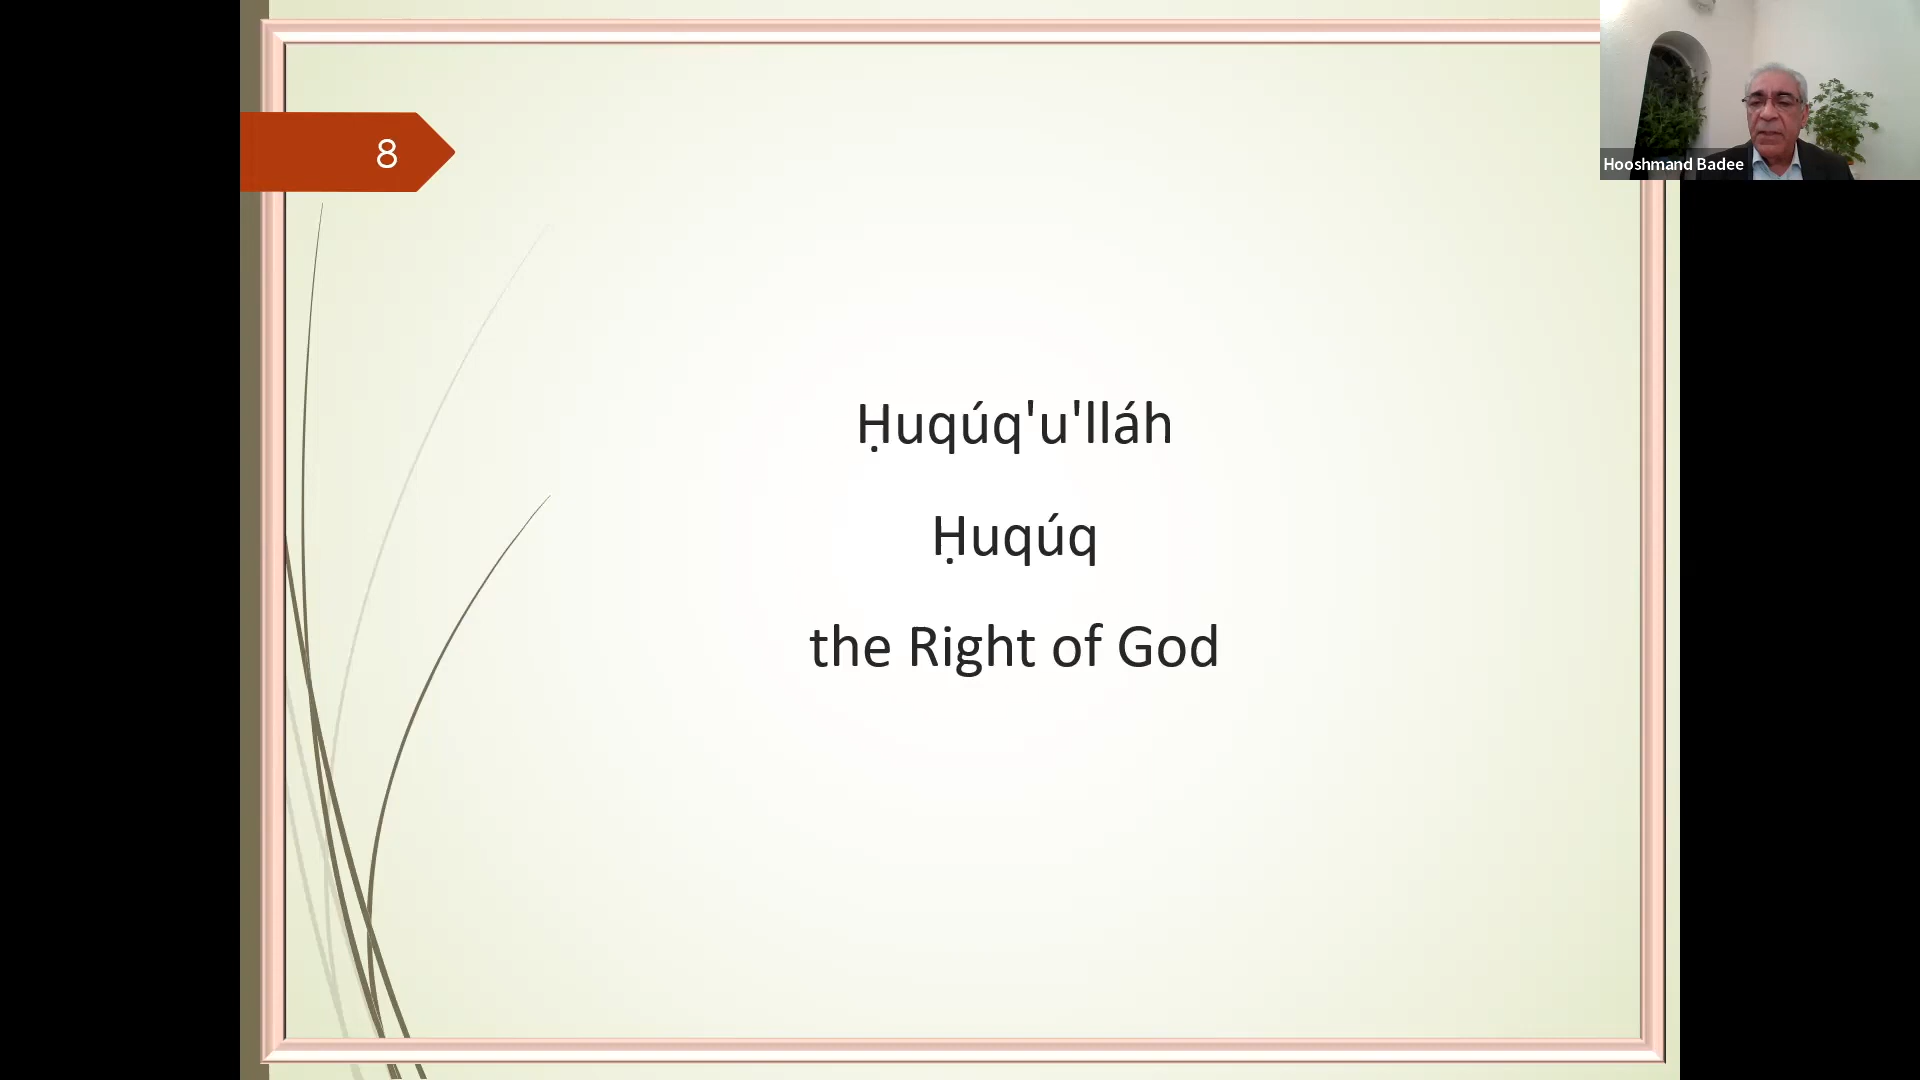 8
Ḥuqúq'u'lláh
Ḥuqúq
the Right of God
Hooshmand Badee